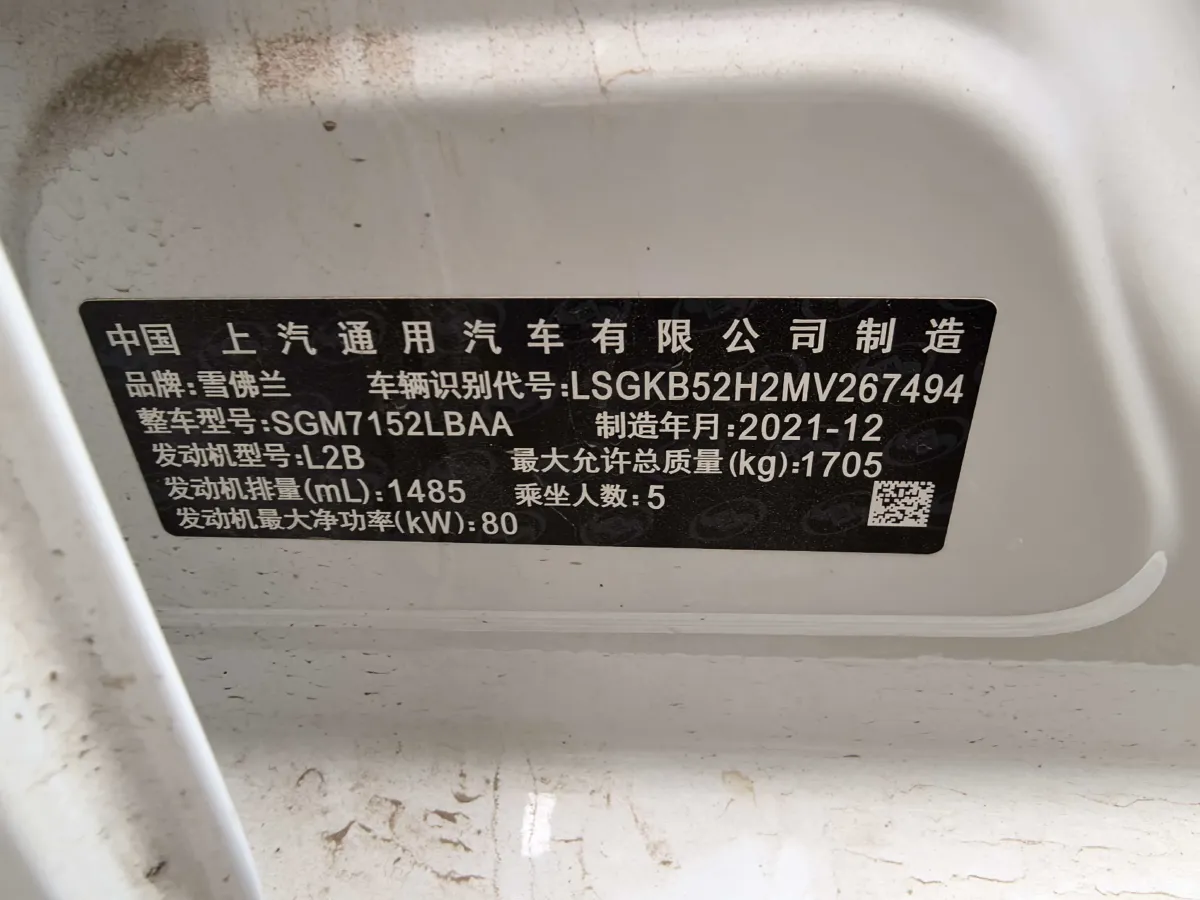 中国 上汽通用汽车有限公司制造
品牌:雪佛兰 车辆识别代号:LSGKB52H2MV267494
整车型号:SGM7152LBAA 制造年月:2021-12
发动机型号:L2B 最大允许总质量(kg):1705
发动机排量(mL):1485 乘坐人数:5
发动机最大净功率(kW):80